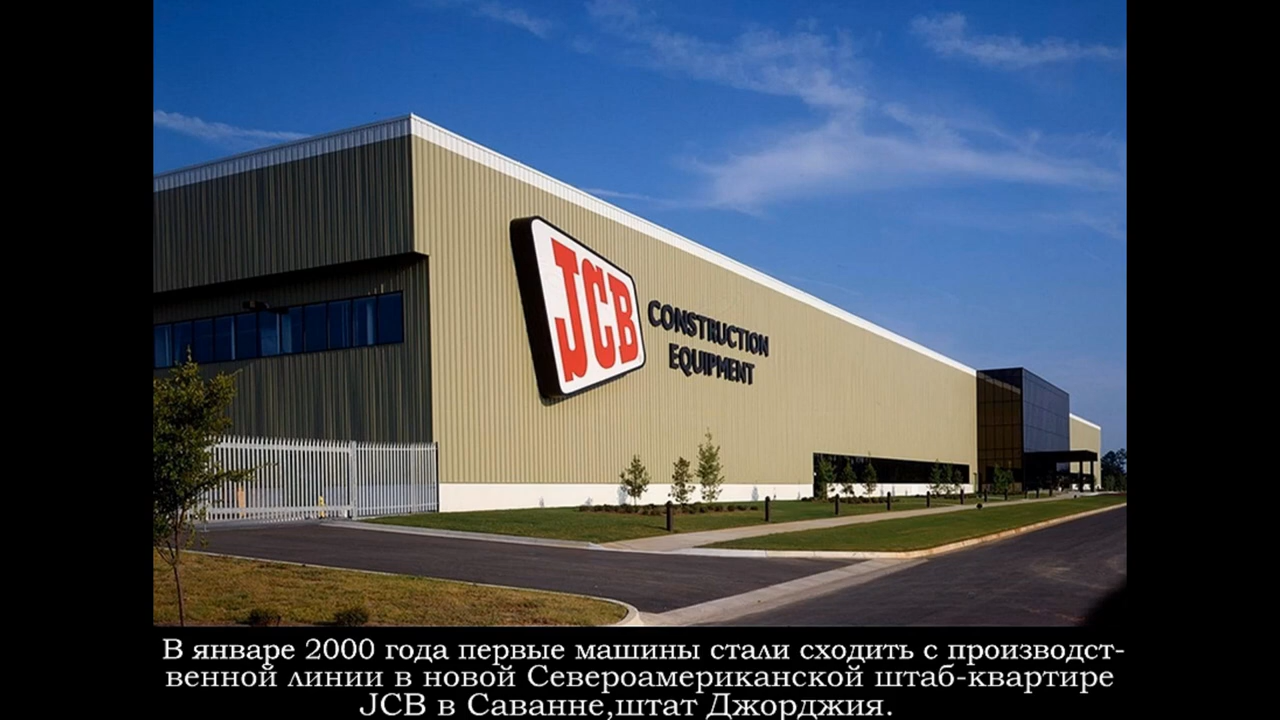 JCB
CONSTRUCTION
EQUIPMENT
В январе 2000 года первые машины стали сходить с производст-
венной линии в новой Североамериканской штаб-квартире
JCB в Саванне,штат Джорджия.